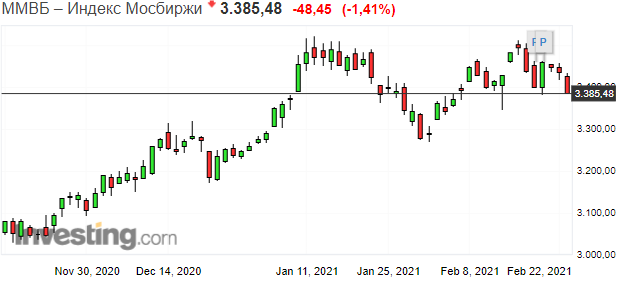 ММВБ – Индекс Мосбиржи 3.385,48 -48,45 (-1,41%)
P P
3.385,48
3.300,00
3.200,00
3.100,00
3.000,00
Investing.com
Nov 30, 2020 Dec 14, 2020 Jan 11, 2021 Jan 25, 2021 Feb 8, 2021 Feb 22, 2021